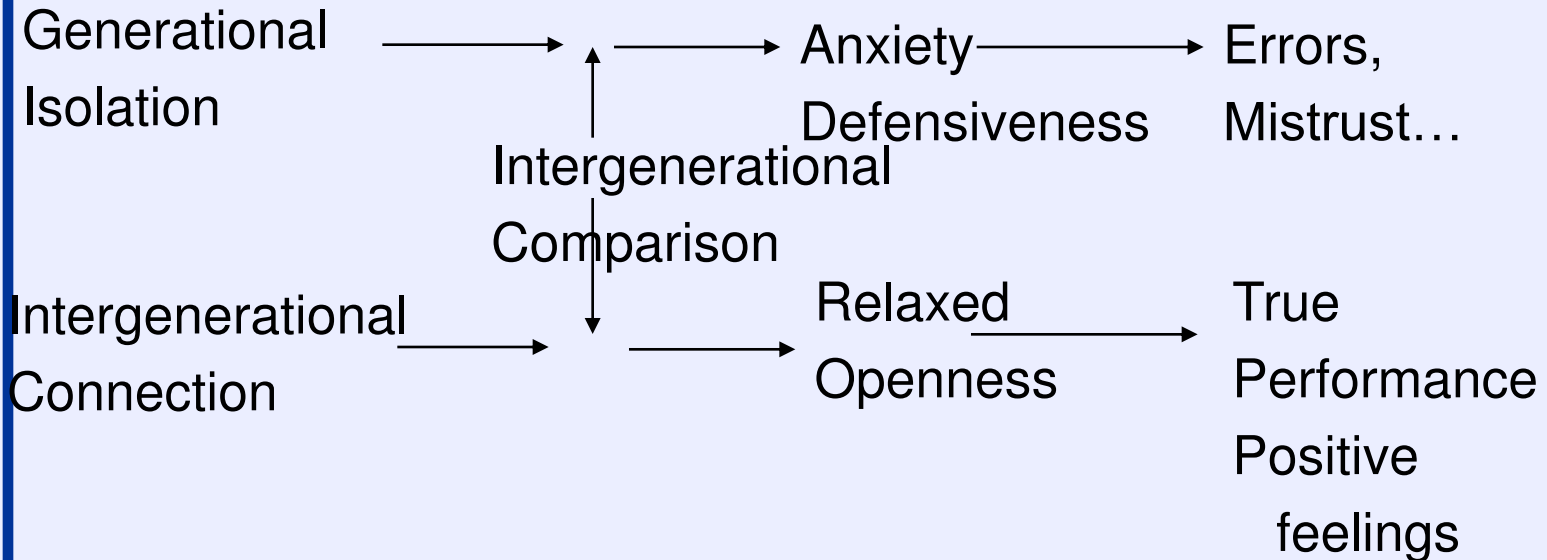 Generational
Isolation
Anxiety
Defensiveness
Errors,
Mistrust…
Intergenerational
Comparison
Intergenerational
Connection
Relaxed
Openness
True
Performance
Positive
feelings